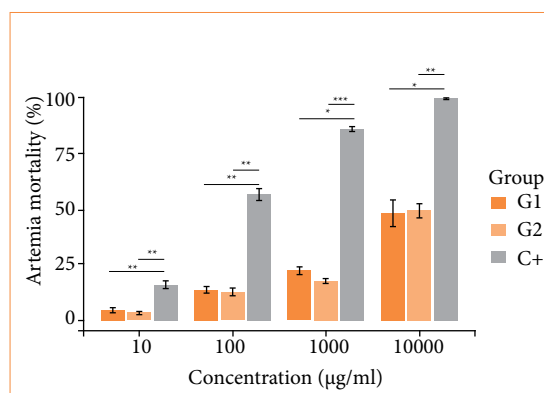 Artemia mortality (%)
100
75
50
25
0
** ** ** ** * *** * **
10 100 1000 10000
Concentration (µg/ml)
Group
G1
G2
C+